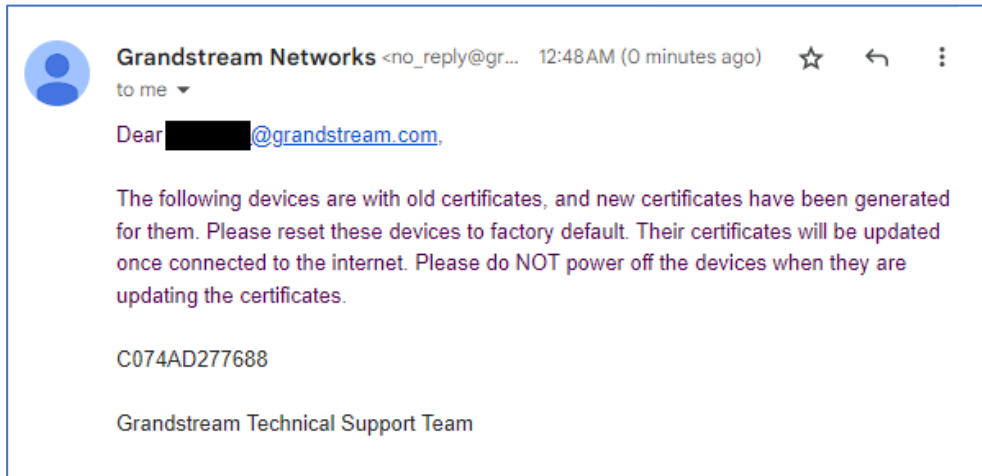 Grandstream Networks <no_reply@gr... 12:48 AM (0 minutes ago)
to me
Dear @grandstream.com,
The following devices are with old certificates, and new certificates have been generated
for them. Please reset these devices to factory default. Their certificates will be updated
once connected to the internet. Please do NOT power off the devices when they are
updating the certificates.
C074AD277688
Grandstream Technical Support Team